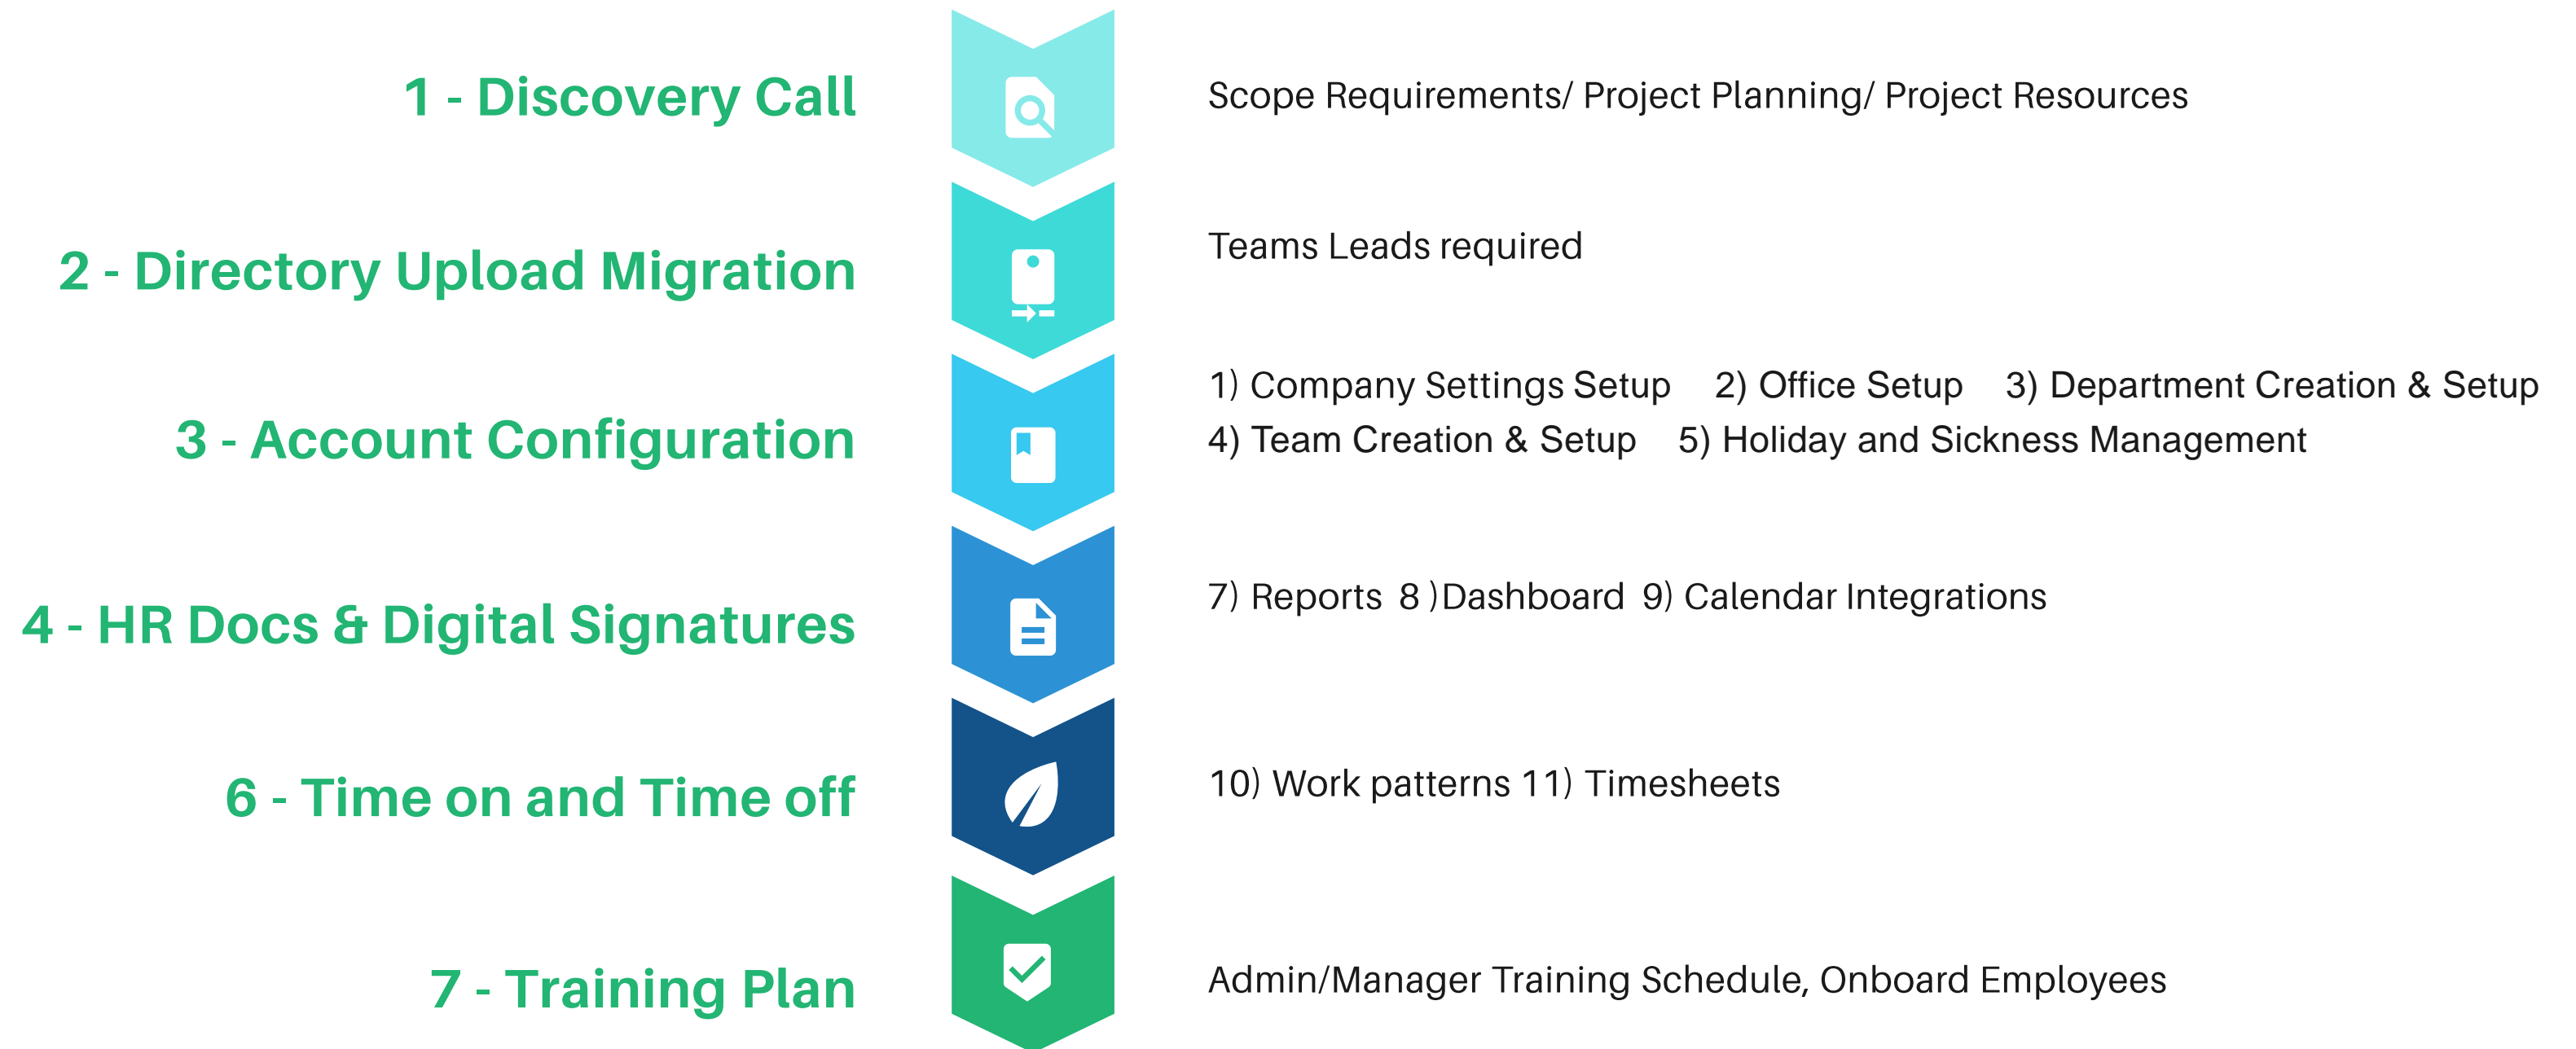 1 - Discovery Call
Scope Requirements/ Project Planning/ Project Resources
2 - Directory Upload Migration
Teams Leads required
3 - Account Configuration
1) Company Settings Setup 2) Office Setup 3) Department Creation & Setup
4) Team Creation & Setup 5) Holiday and Sickness Management
4 - HR Docs & Digital Signatures
7) Reports 8 )Dashboard 9) Calendar Integrations
6 - Time on and Time off
10) Work patterns 11) Timesheets
7 - Training Plan
Admin/Manager Training Schedule, Onboard Employees